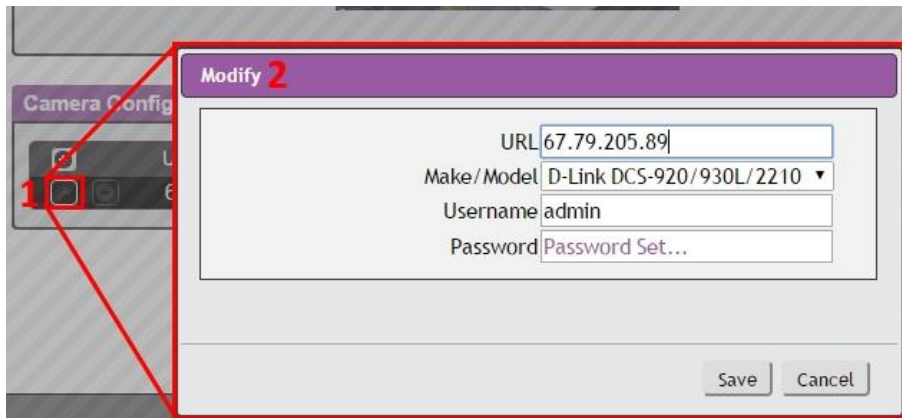 Camera Config
U
1
6
Modify 2
URL 67.79.205.89
Make/Model D-Link DCS-920/930L/2210
Username admin
Password Password Set...
Save Cancel